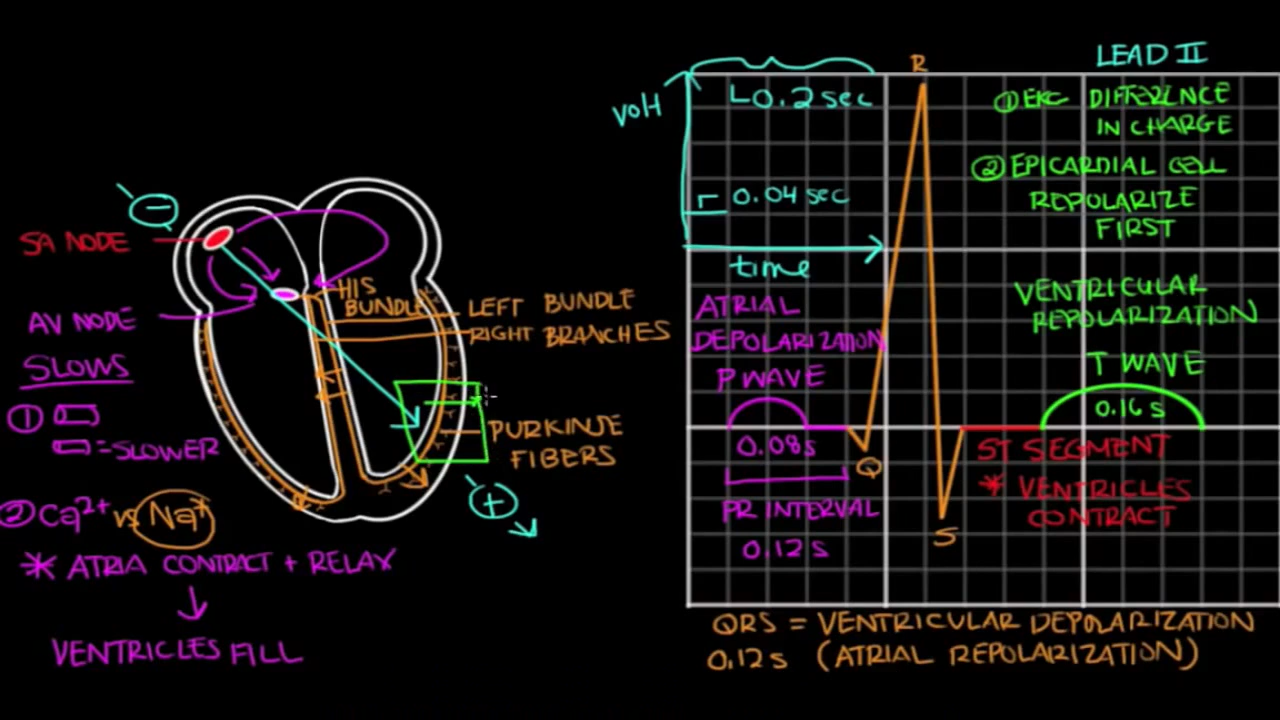 SA NODE
AV NODE
SLOWS
①
= SLOWER
② Ca2+ vs Na+
* ATRIA CONTRACT + RELAX
VENTRICLES FILL
HIS
BUNDLE
LEFT BUNDLE
RIGHT BRANCHES
PURKINJE
FIBERS
−
+
volt
0.2 sec
0.04 sec
time
ATRIAL
DEPOLARIZATION
P WAVE
0.08s
PR INTERVAL
0.12 s
R
Q
S
LEAD II
① EKG DIFFERENCE
IN CHARGE
② EPICARDIAL CELL
REPOLARIZE
FIRST
VENTRICULAR
REPOLARIZATION
T WAVE
0.16 s
ST SEGMENT
* VENTRICLES
CONTRACT
QRS = VENTRICULAR DEPOLARIZATION
0.12 s (ATRIAL REPOLARIZATION)